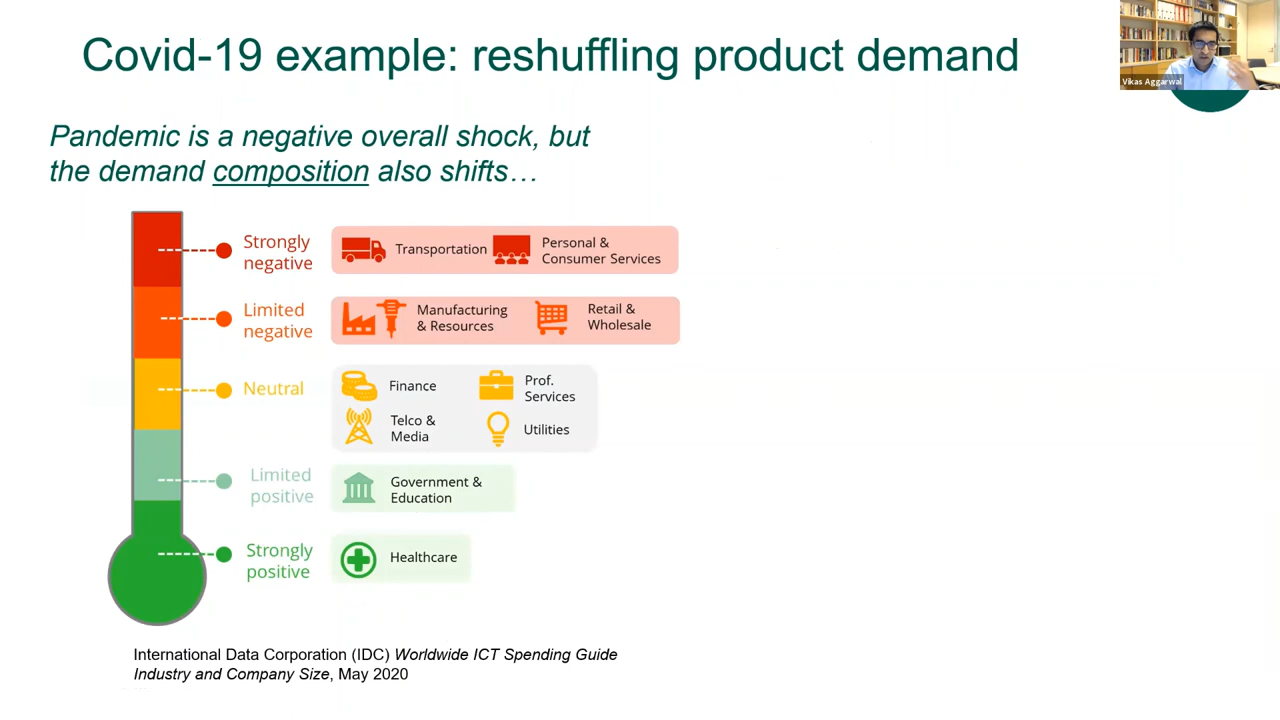 Covid-19 example: reshuffling product demand
Vikas Aggarwal
Pandemic is a negative overall shock, but
the demand composition also shifts…
Strongly
negative
Transportation
Personal &
Consumer Services
Limited
negative
Manufacturing
& Resources
Retail &
Wholesale
Neutral
Finance
Prof.
Services
Telco &
Media
Utilities
Limited
positive
Government &
Education
Strongly
positive
Healthcare
International Data Corporation (IDC) Worldwide ICT Spending Guide
Industry and Company Size, May 2020